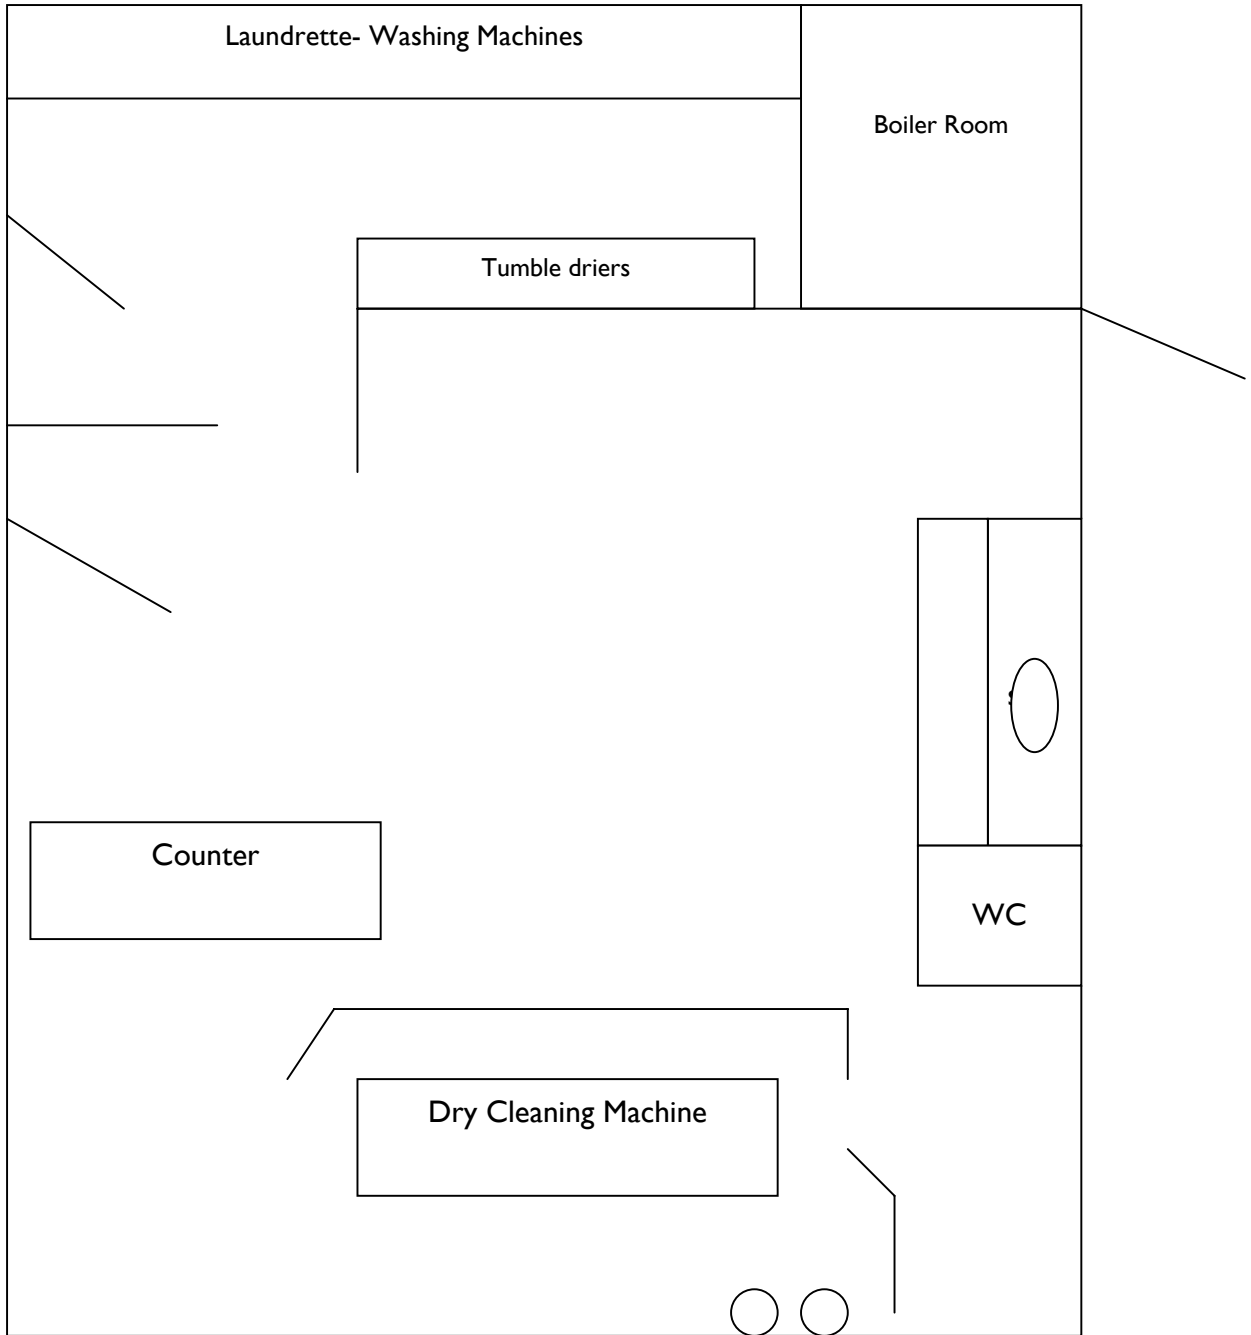 Laundrette- Washing Machines
Boiler Room
Tumble driers
Counter
WC
Dry Cleaning Machine